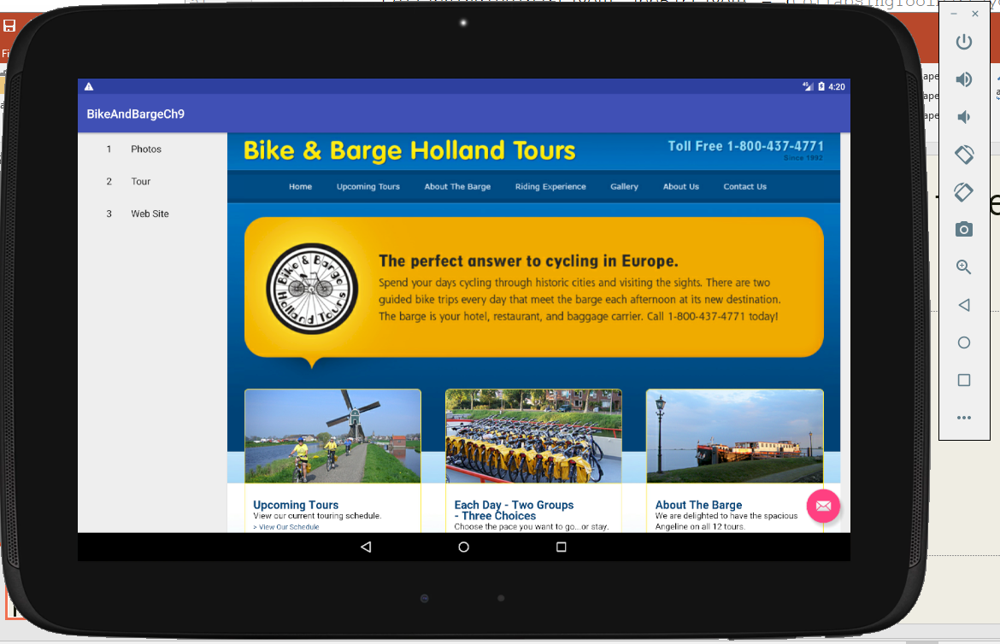 4:20
BikeAndBargeCh9
1 Photos
2 Tour
3 Web Site
Bike & Barge Holland Tours
Toll Free 1-800-437-4771
Since 1992
Home Upcoming Tours About The Barge Riding Experience Gallery About Us Contact Us
Bike & Barge
Holland Tours
The perfect answer to cycling in Europe.
Spend your days cycling through historic cities and visiting the sights. There are two
guided bike trips every day that meet the barge each afternoon at its new destination.
The barge is your hotel, restaurant, and baggage carrier. Call 1-800-437-4771 today!
Upcoming Tours
View our current touring schedule.
> View Our Schedule
Each Day - Two Groups
- Three Choices
Choose the pace you want to go...or stay.
About The Barge
We are delighted to have the spacious
Angeline on all 12 tours.